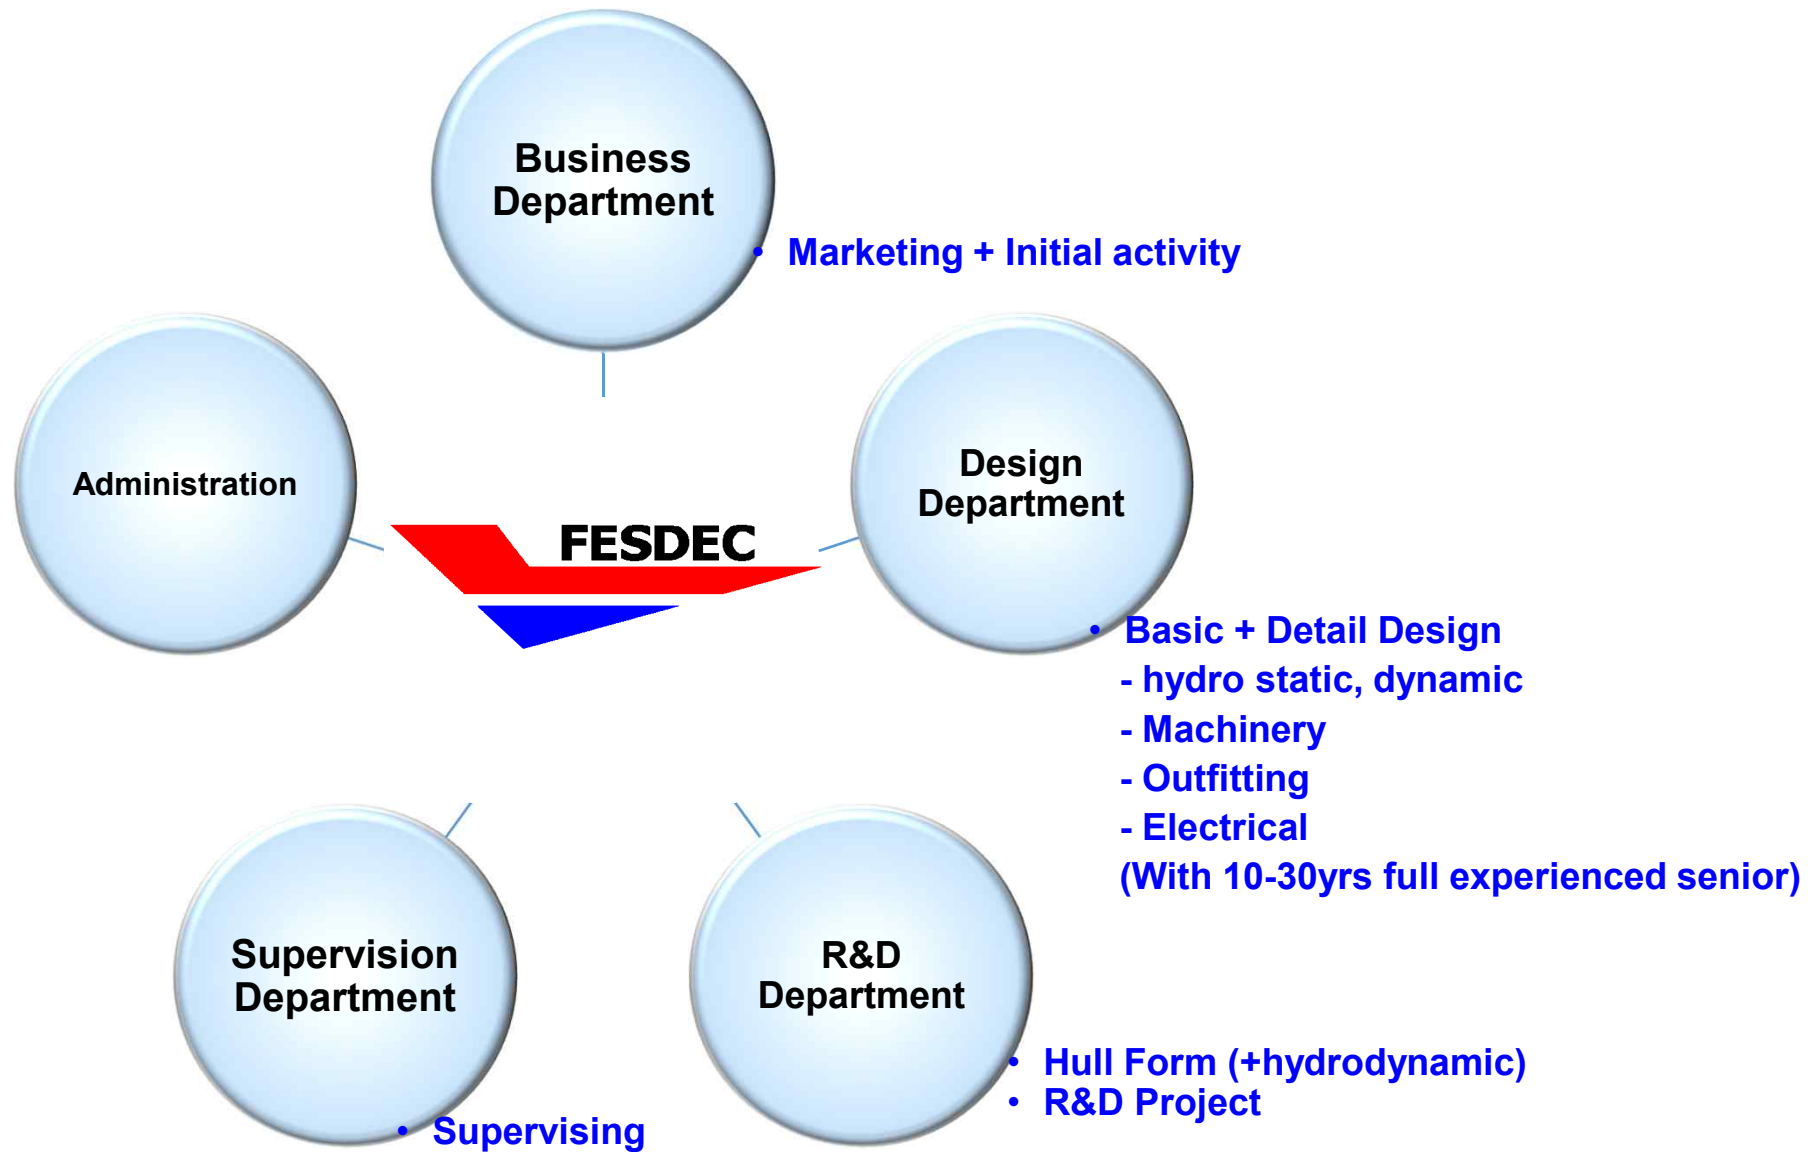 Business
Department
• Marketing + Initial activity
Administration
Design
Department
FESDEC
• Basic + Detail Design
- hydro static, dynamic
- Machinery
- Outfitting
- Electrical
(With 10-30yrs full experienced senior)
Supervision
Department
• Supervising
R&D
Department
• Hull Form (+hydrodynamic)
• R&D Project